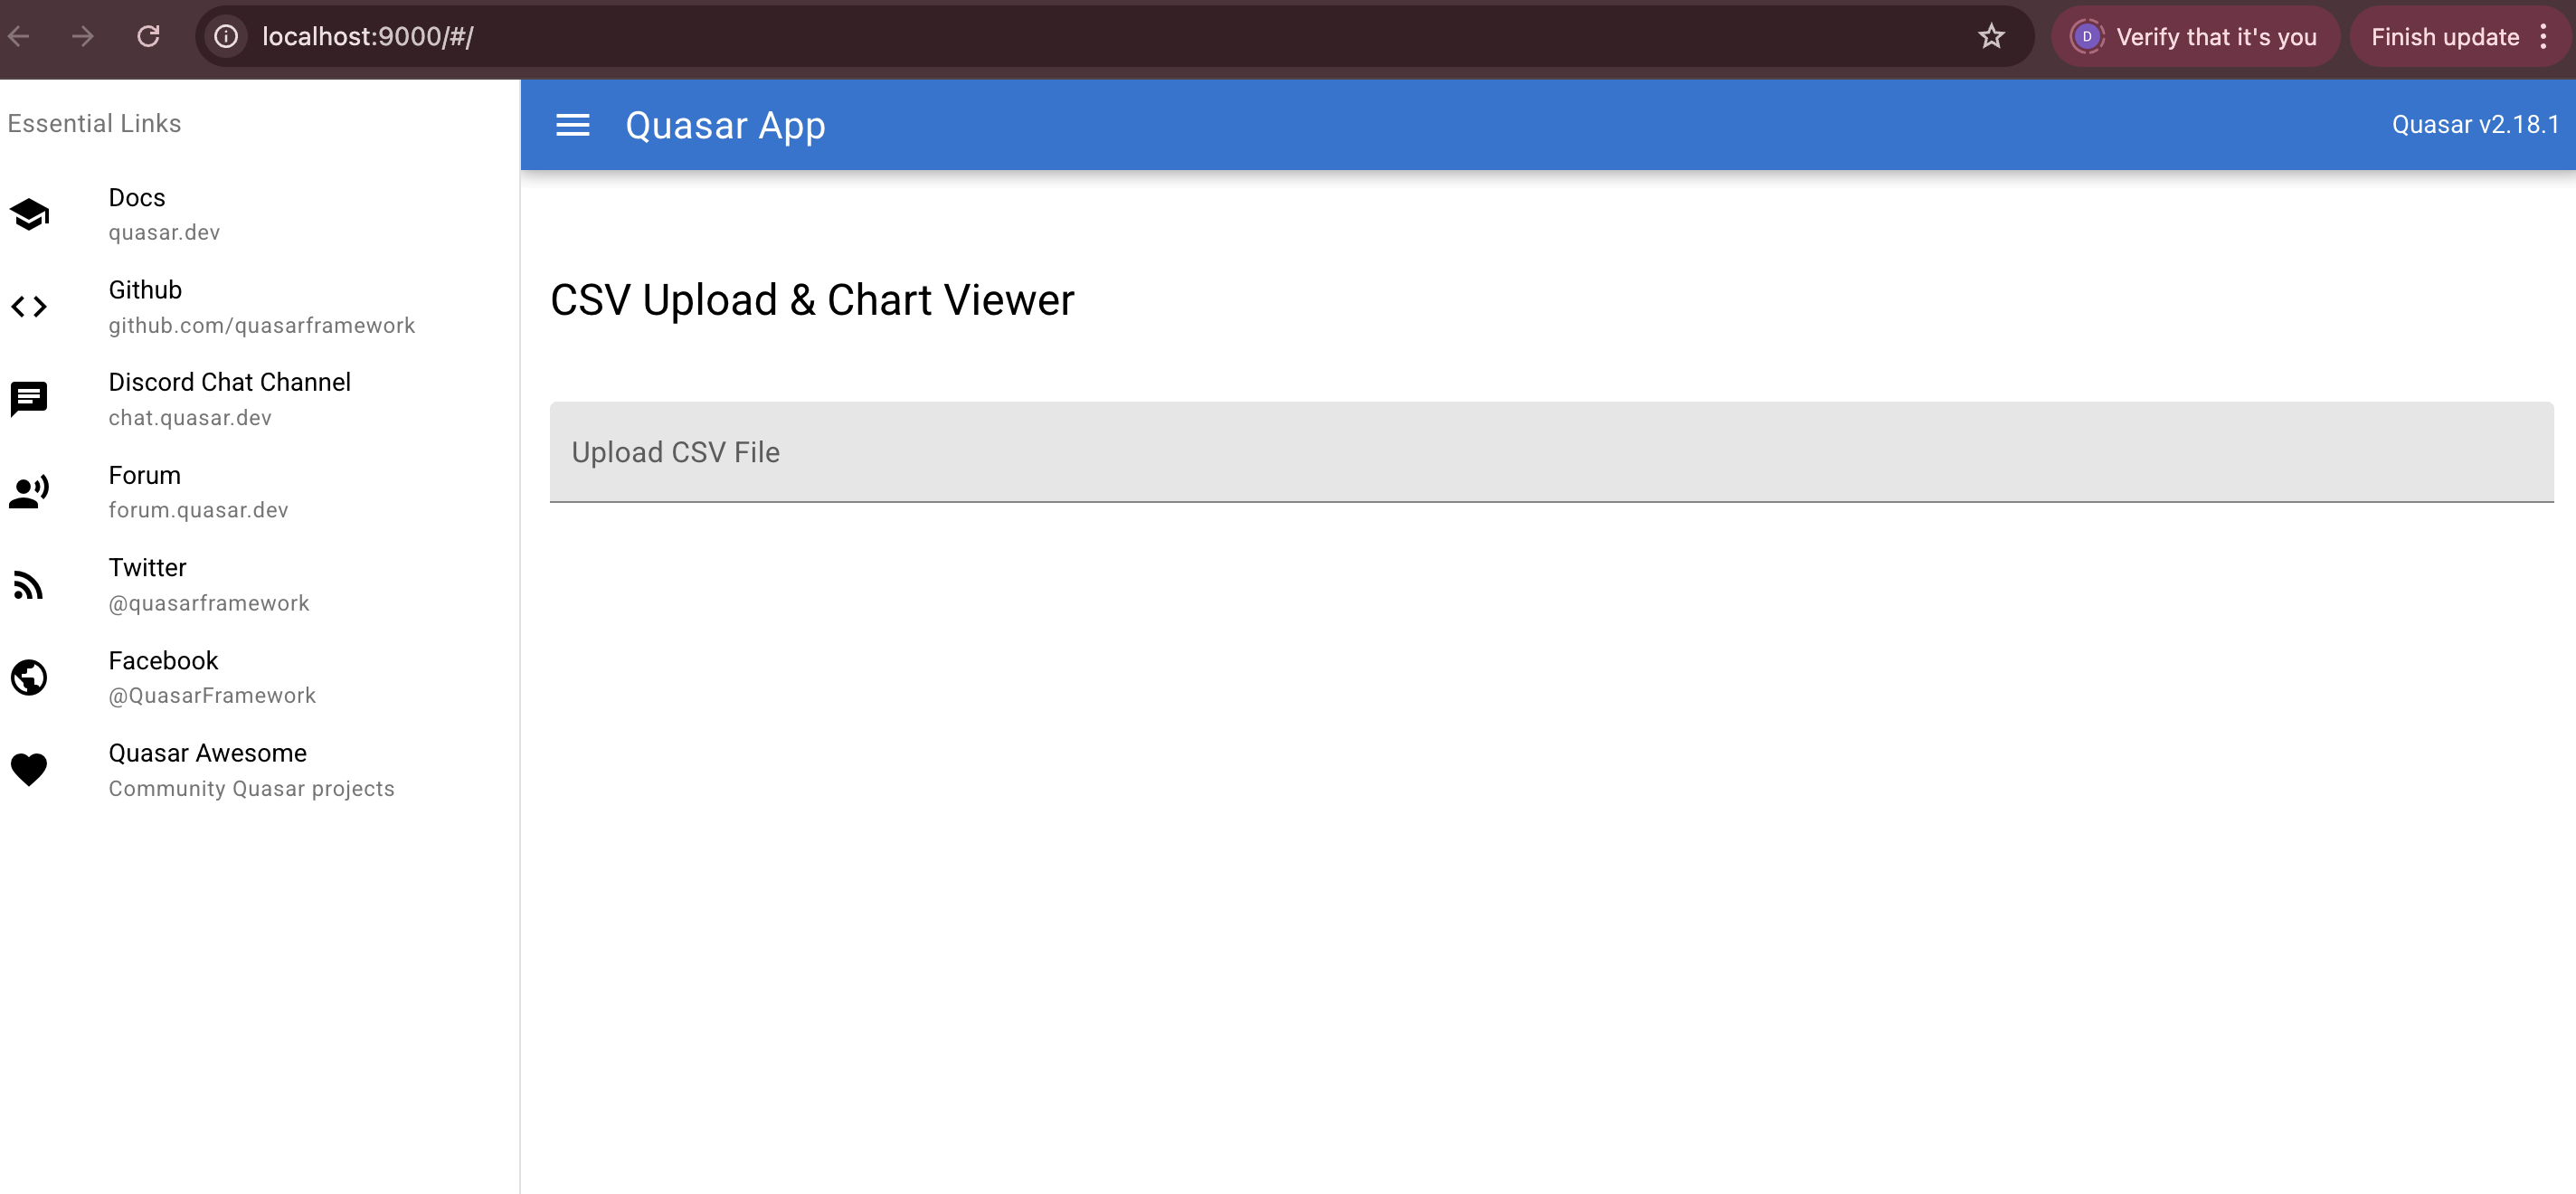 localhost:9000/#/
D
Verify that it's you
Finish update
Essential Links
Docs
quasar.dev
Github
github.com/quasarframework
Discord Chat Channel
chat.quasar.dev
Forum
forum.quasar.dev
Twitter
@quasarframework
Facebook
@QuasarFramework
Quasar Awesome
Community Quasar projects
Quasar App
Quasar v2.18.1
CSV Upload & Chart Viewer
Upload CSV File